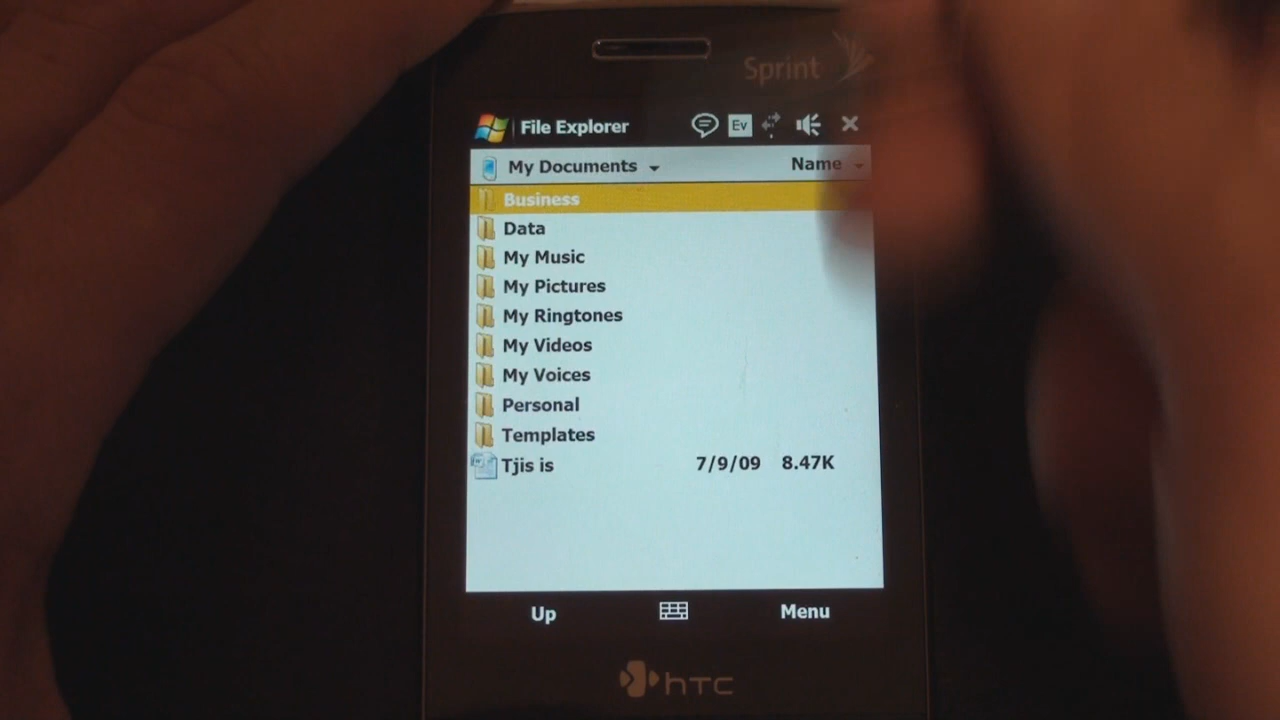 Sprint
File Explorer Ev
My Documents Name
Business
Data
My Music
My Pictures
My Ringtones
My Videos
My Voices
Personal
Templates
Tjis is 7/9/09 8.47K
Up Menu
hTC